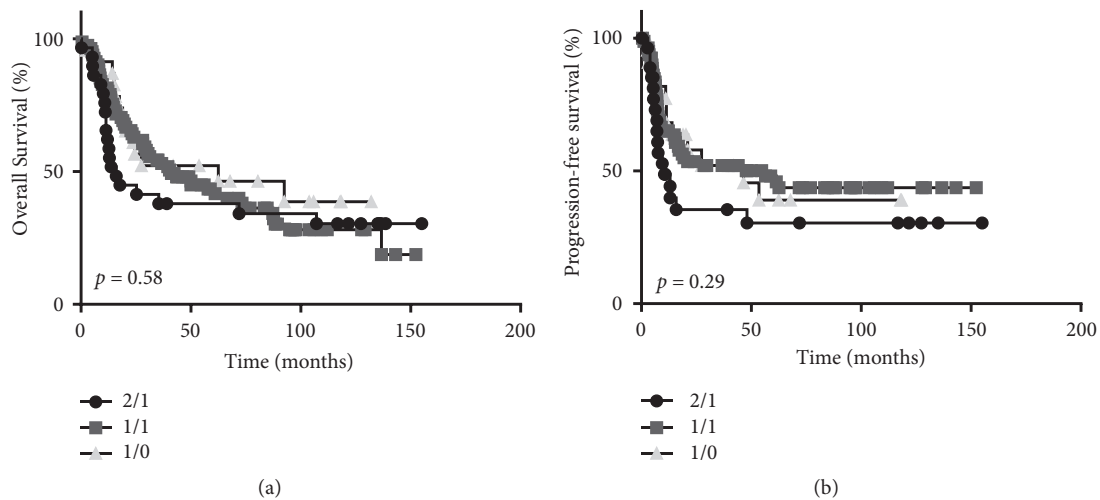 Overall Survival (%)
100
50
0
p = 0.58
0 50 100 150 200
Time (months)
2/1
1/1
1/0
(a)
Progression-free survival (%)
100
50
0
p = 0.29
0 50 100 150 200
Time (months)
2/1
1/1
1/0
(b)